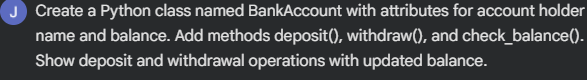 J Create a Python class named BankAccount with attributes for account holder
name and balance. Add methods deposit(), withdraw(), and check_balance().
Show deposit and withdrawal operations with updated balance.